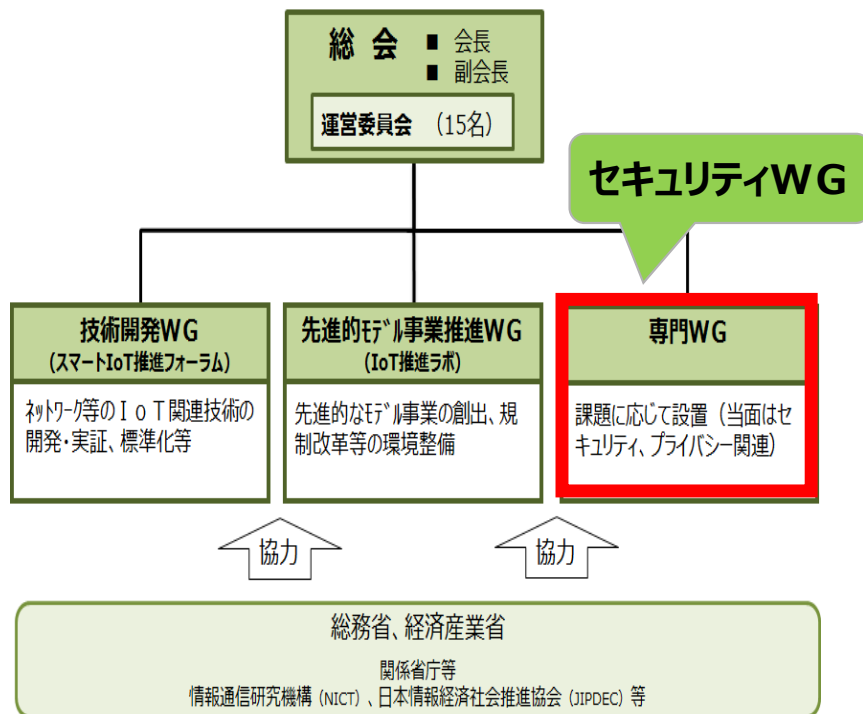 総 会 ■ 会長
■ 副会長
運営委員会 (15名)
セキュリティWG
技術開発WG
(スマートIoT推進フォーラム)
ネットワーク等のIoT関連技術の
開発・実証、標準化等
先進的モデル事業推進WG
(IoT推進ラボ)
先進的なモデル事業の創出、規
制改革等の環境整備
専門WG
課題に応じて設置(当面はセ
キュリティ、プライバシー関連)
協力
協力
総務省、経済産業省
関係省庁等
情報通信研究機構(NICT)、日本情報経済社会推進協会(JIPDEC)等